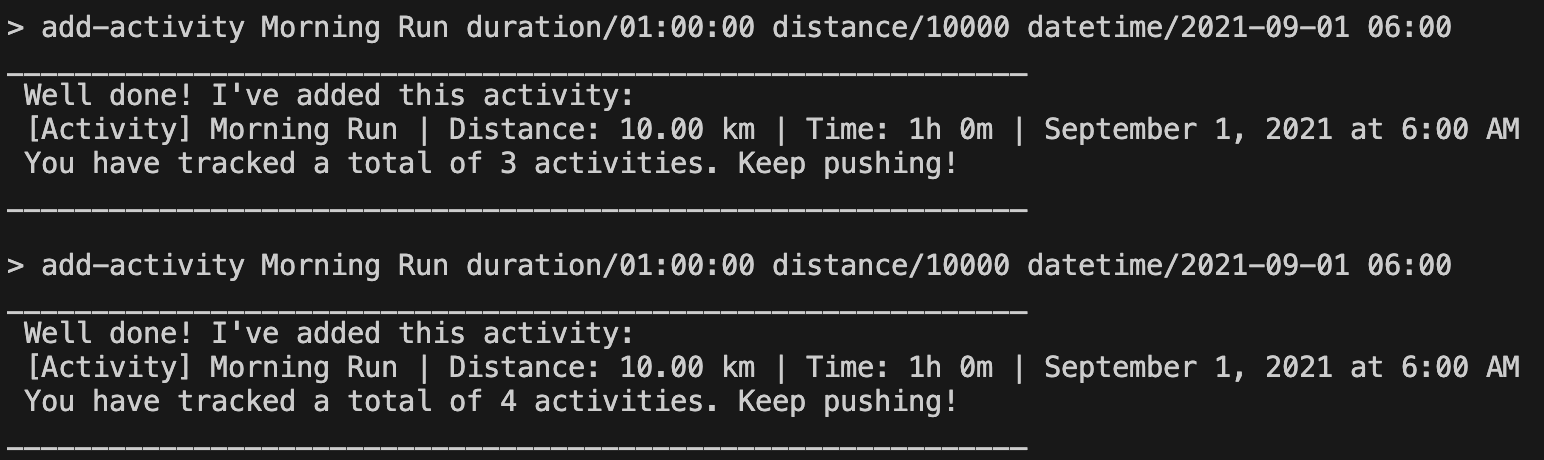 > add-activity Morning Run duration/01:00:00 distance/10000 datetime/2021-09-01 06:00
____________________________________________________________
Well done! I've added this activity:
[Activity] Morning Run | Distance: 10.00 km | Time: 1h 0m | September 1, 2021 at 6:00 AM
You have tracked a total of 3 activities. Keep pushing!
____________________________________________________________
> add-activity Morning Run duration/01:00:00 distance/10000 datetime/2021-09-01 06:00
____________________________________________________________
Well done! I've added this activity:
[Activity] Morning Run | Distance: 10.00 km | Time: 1h 0m | September 1, 2021 at 6:00 AM
You have tracked a total of 4 activities. Keep pushing!
____________________________________________________________